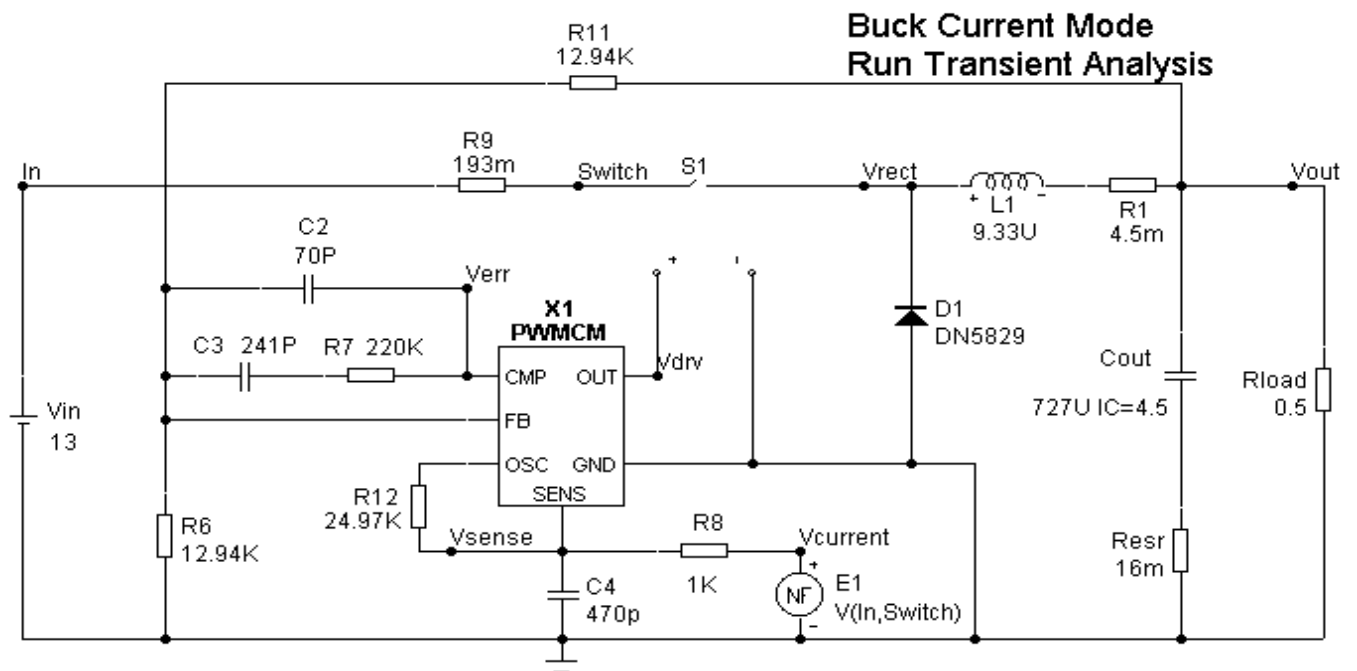 Buck Current Mode
Run Transient Analysis
R11
12.94K
In
R9
193m
Switch
S1
Vrect
+ L1 -
9.33U
R1
4.5m
Vout
C2
70P
Verr
+
+
X1
PWMCM
C3 241P
R7 220K
CMP OUT
Vdrv
FB
OSC GND
SENS
D1
DN5829
Cout
727U IC=4.5
Rload
0.5
Vin
13
R12
24.97K
R6
12.94K
Vsense
R8
1K
Vcurrent
C4
470p
+
NF
-
E1
V(In,Switch)
Resr
16m